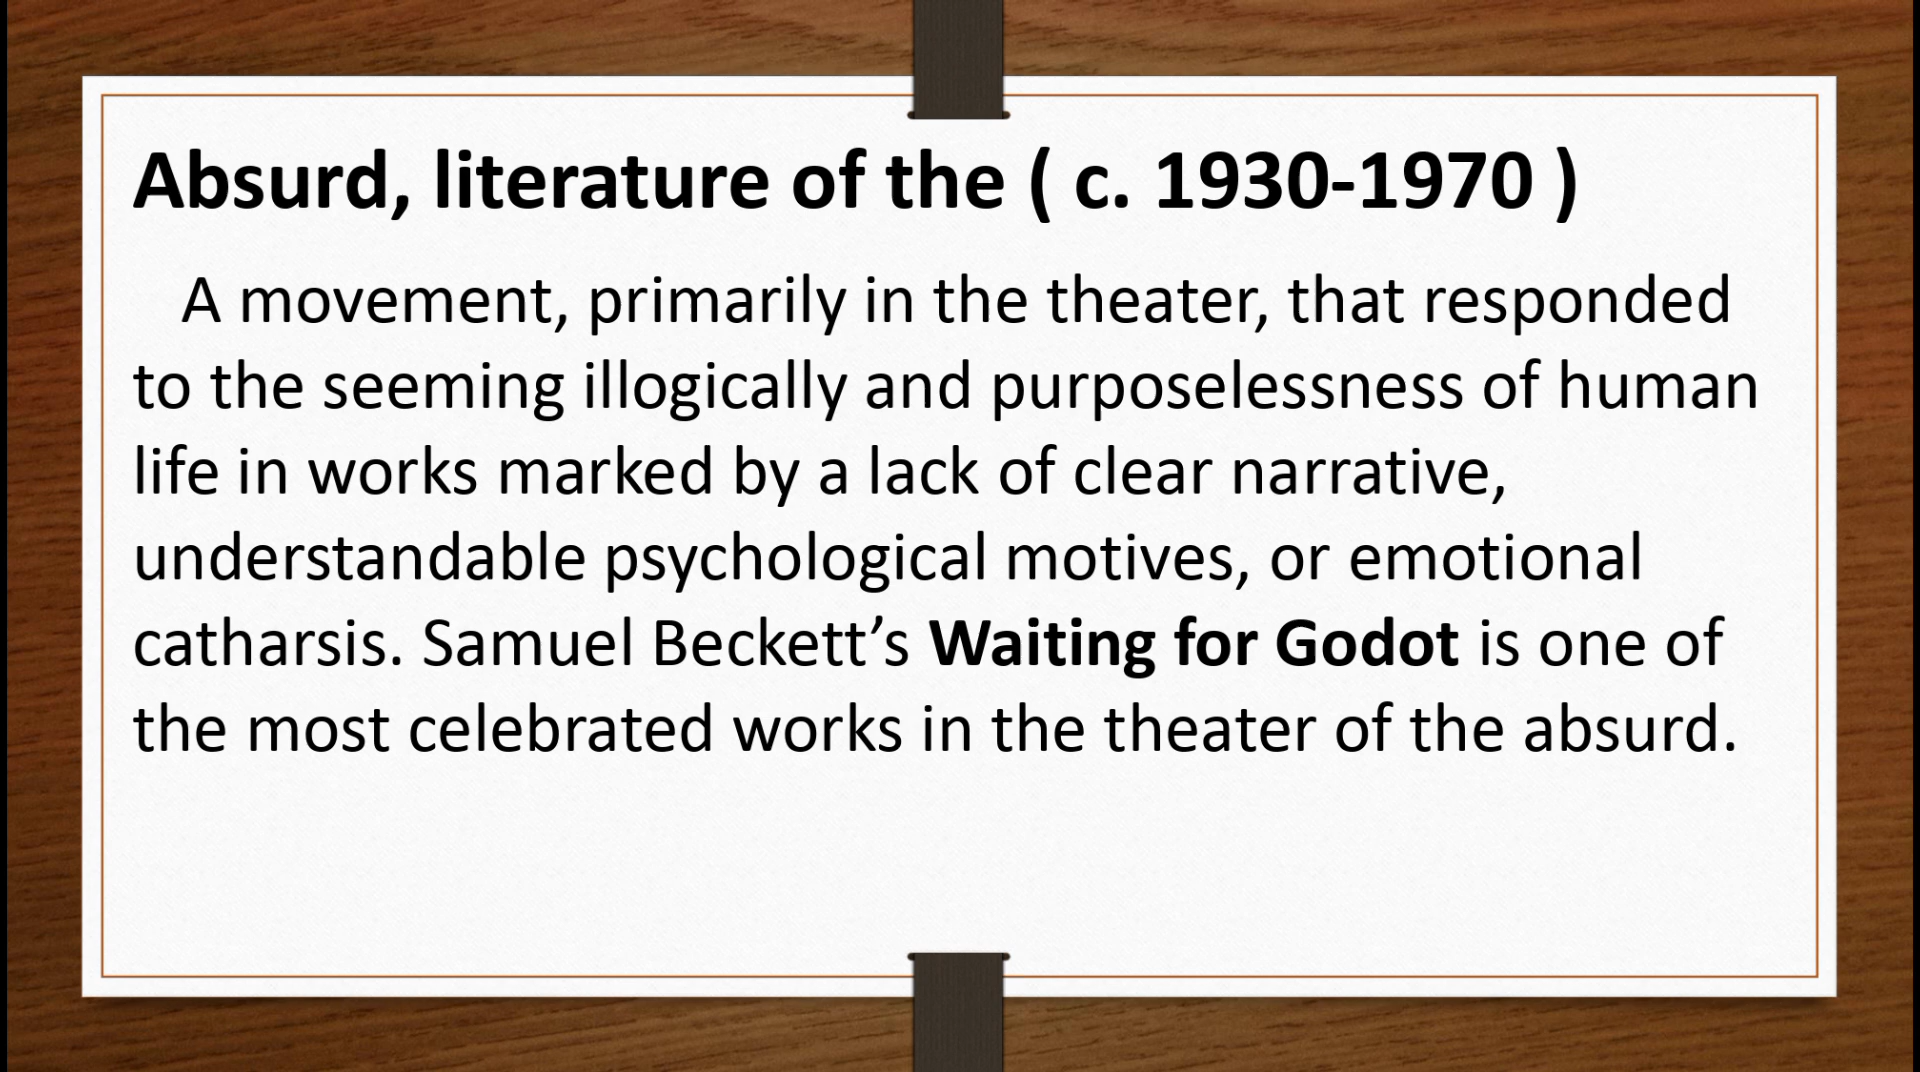 Absurd, literature of the ( c. 1930-1970 )
A movement, primarily in the theater, that responded
to the seeming illogically and purposelessness of human
life in works marked by a lack of clear narrative,
understandable psychological motives, or emotional
catharsis. Samuel Beckett’s Waiting for Godot is one of
the most celebrated works in the theater of the absurd.